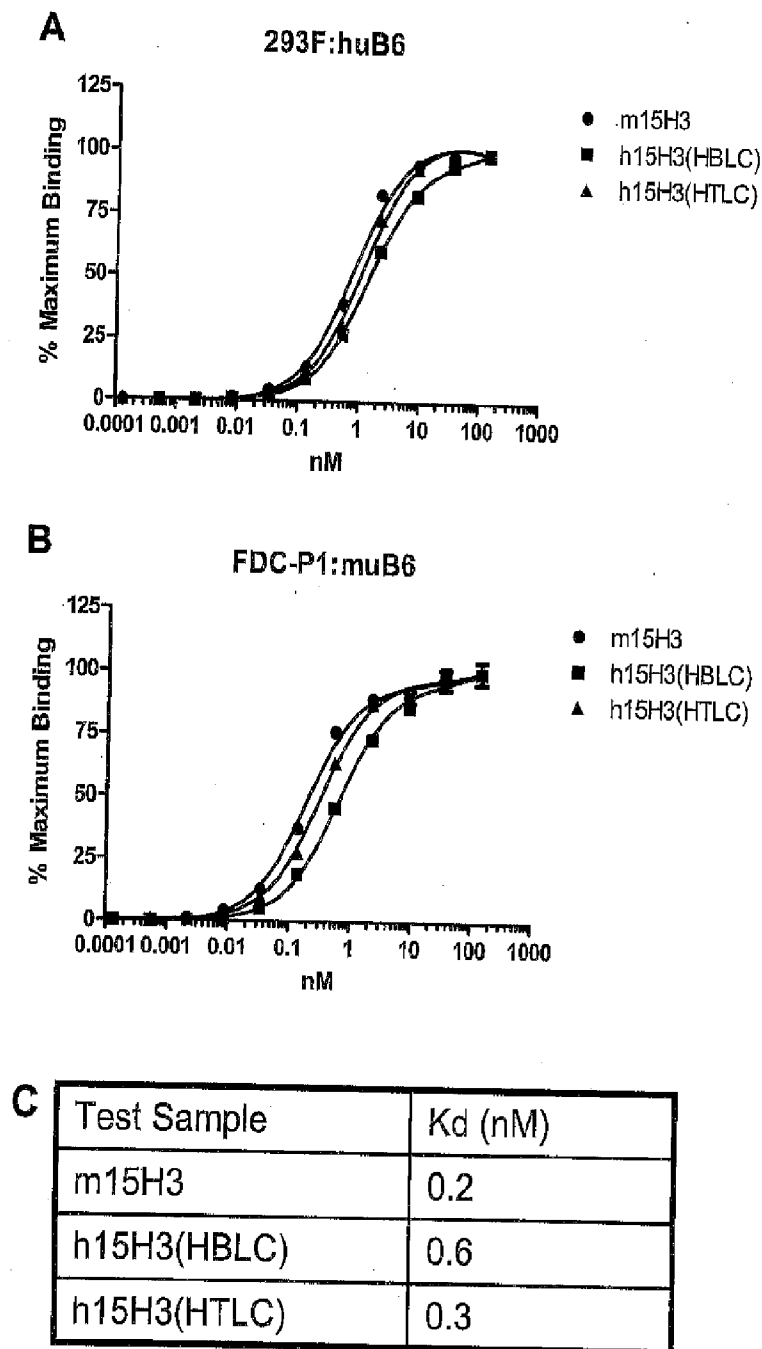 A
293F:huB6
125
100
75
50
25
0
% Maximum Binding
0.0001 0.001 0.01 0.1 1 10 100 1000
nM
m15H3
h15H3(HBLC)
h15H3(HTLC)
B
FDC-P1:muB6
125
100
75
50
25
0
% Maximum Binding
0.0001 0.001 0.01 0.1 1 10 100 1000
nM
m15H3
h15H3(HBLC)
h15H3(HTLC)
C
Test Sample Kd (nM)
m15H3 0.2
h15H3(HBLC) 0.6
h15H3(HTLC) 0.3